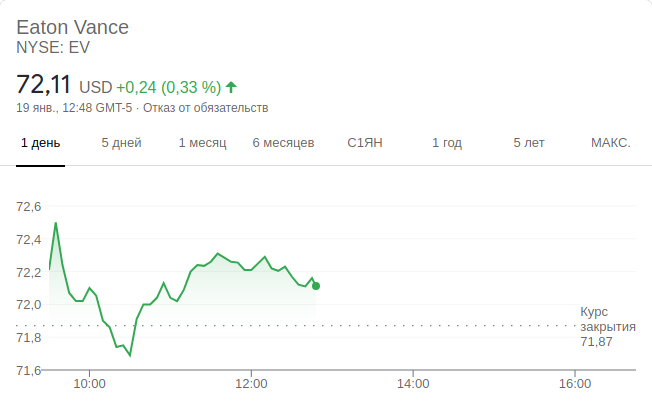 Eaton Vance
NYSE: EV
72,11 USD +0,24 (0,33 %)
19 янв., 12:48 GMT-5 · Отказ от обязательств
1 день 5 дней 1 месяц 6 месяцев С1ЯН 1 год 5 лет МАКС.
72,6
72,4
72,2
72,0
71,8
71,6
Курс
закрытия
71,87
10:00 12:00 14:00 16:00